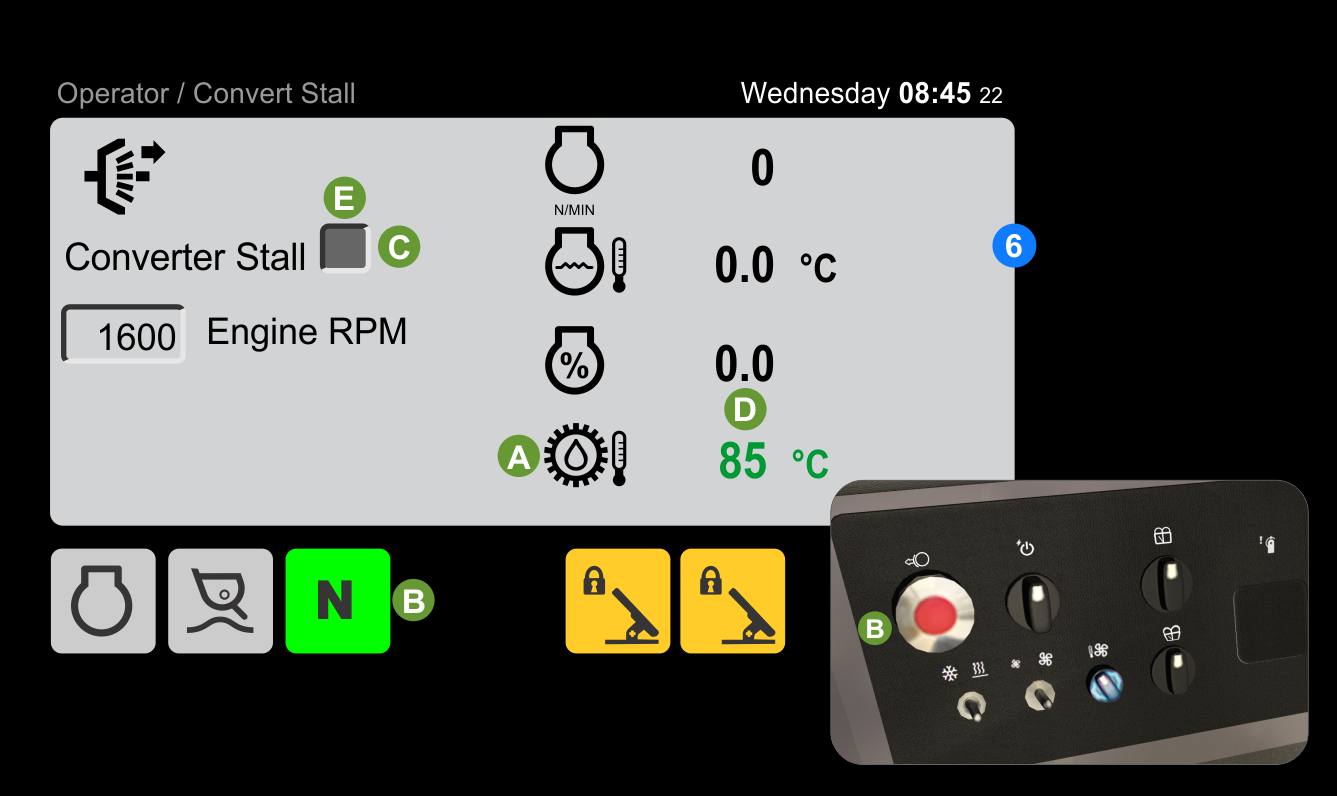 Operator / Convert Stall
Wednesday 08:45 22
0
N/MIN
E
Converter Stall
C
0.0 °C
6
1600 Engine RPM
%
0.0
D
A
85 °C
N
B
B